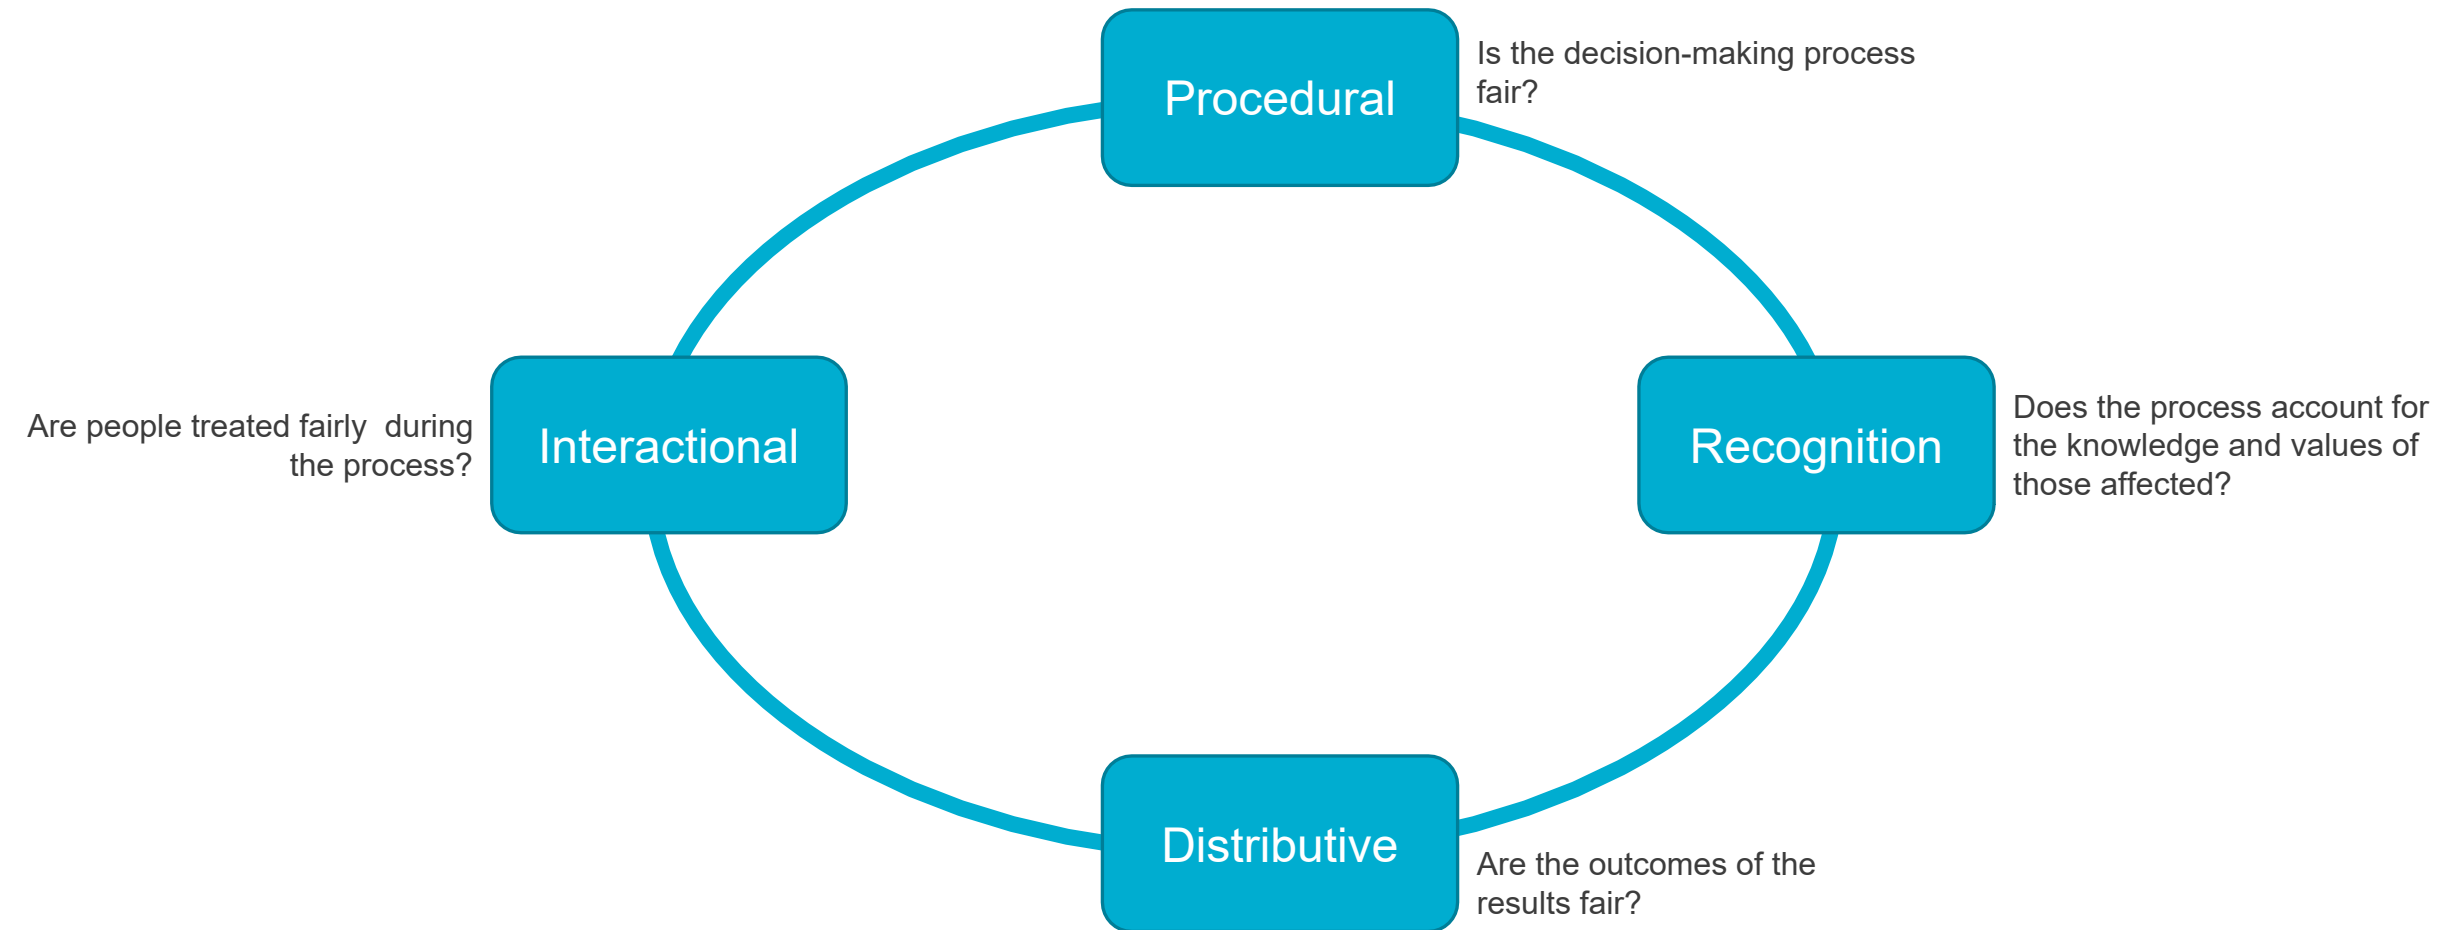 Procedural
Is the decision-making process
fair?
Are people treated fairly  during
the process?
Interactional
Recognition
Does the process account for
the knowledge and values of
those affected?
Distributive
Are the outcomes of the
results fair?